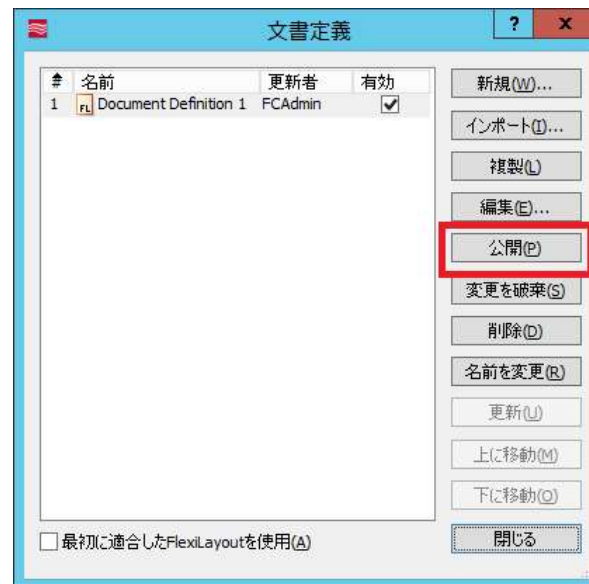 文書定義
? x
# 名前 更新者 有効
1 FL Document Definition 1 FCAdmin
新規(W)...
インポート(I)...
複製(L)
編集(E)...
公開(P)
変更を破棄(S)
削除(D)
名前を変更(R)
更新(U)
上に移動(M)
下に移動(O)
最初に適合したFlexiLayoutを使用(A)
閉じる